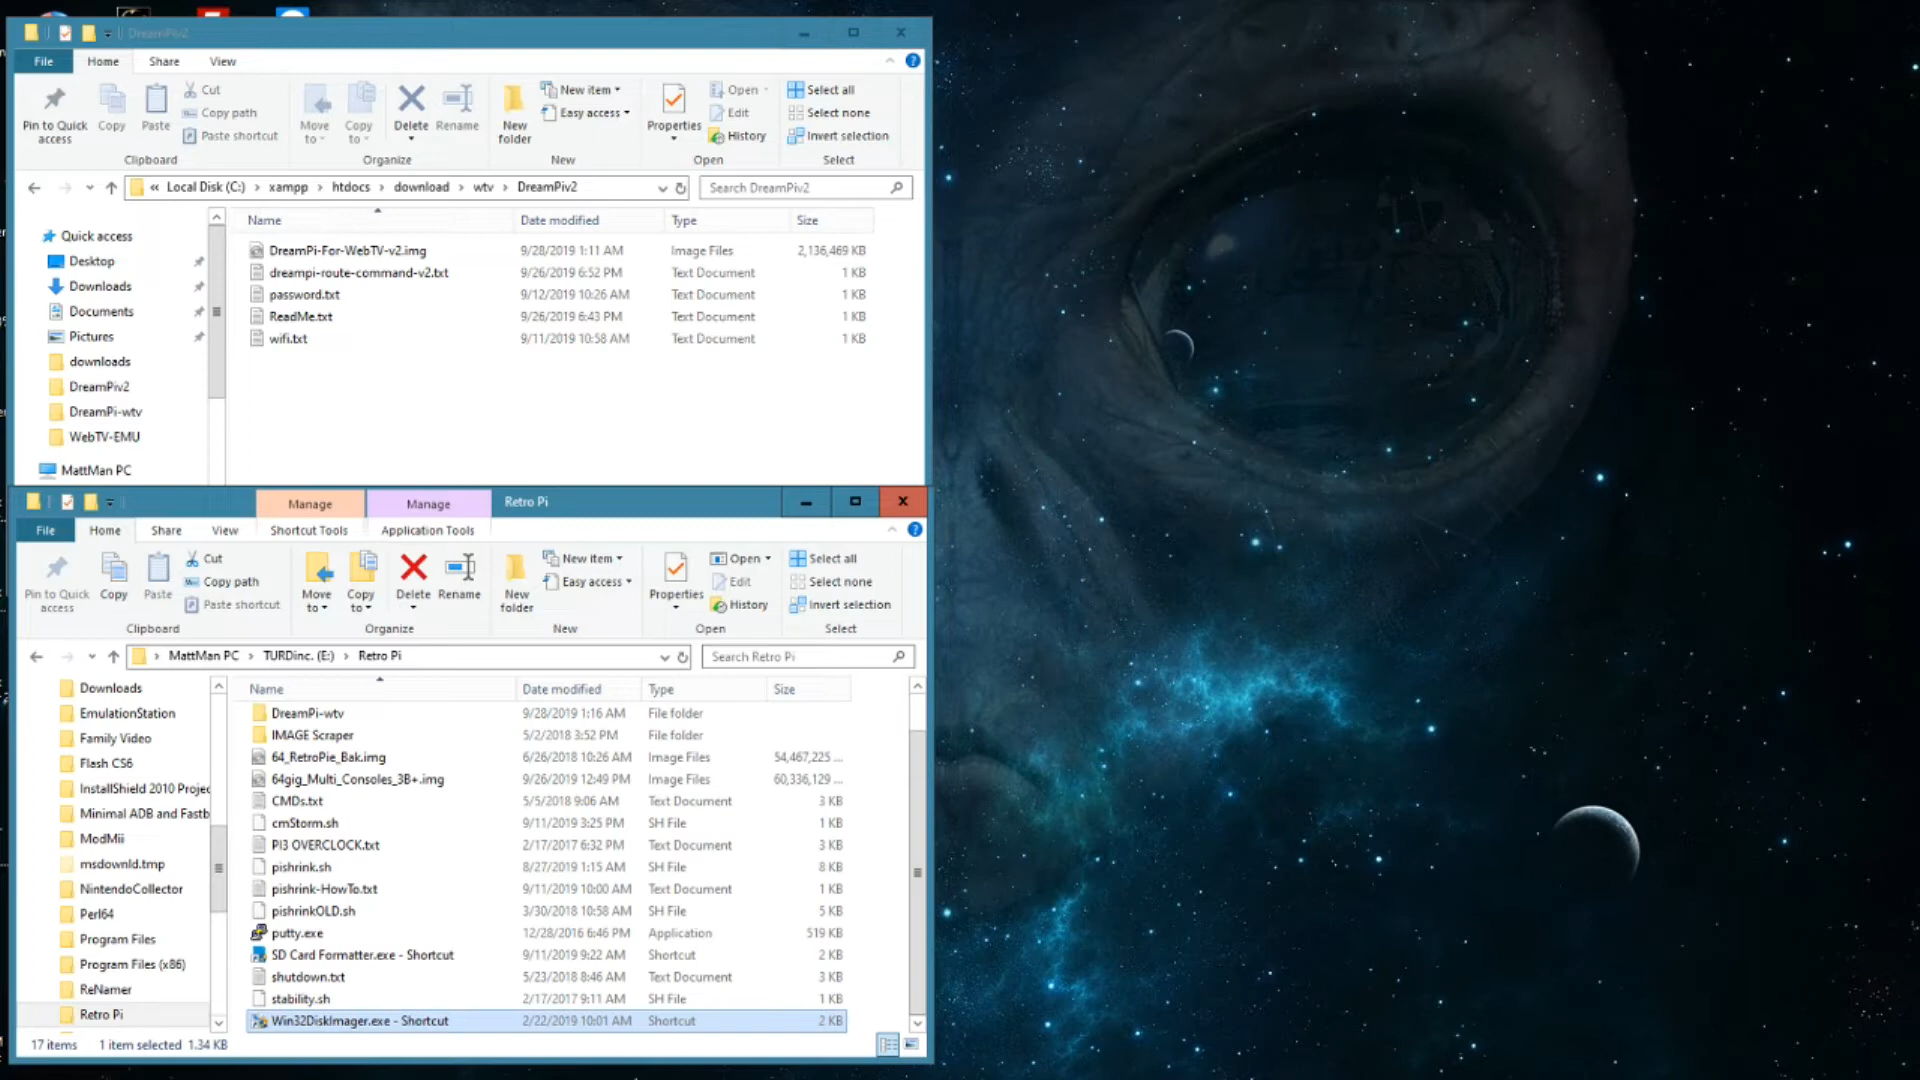 DreamPiv2
File Home Share View
Pin to Quick access
Copy
Paste
Cut
Copy path
Paste shortcut
Clipboard
Move to
Copy to
Delete
Rename
Organize
New folder
New item
Easy access
New
Properties
Open
Edit
History
Open
Select all
Select none
Invert selection
Select
« Local Disk (C:) > xampp > htdocs > download > wtv > DreamPiv2
Search DreamPiv2
Quick access
Desktop
Downloads
Documents
Pictures
downloads
DreamPiv2
DreamPi-wtv
WebTV-EMU
MattMan PC
Name Date modified Type Size
DreamPi-For-WebTV-v2.img 9/28/2019 1:11 AM Image Files 2,136,469 KB
dreampi-route-command-v2.txt 9/26/2019 6:52 PM Text Document 1 KB
password.txt 9/12/2019 10:26 AM Text Document 1 KB
ReadMe.txt 9/26/2019 6:43 PM Text Document 1 KB
wifi.txt 9/11/2019 10:58 AM Text Document 1 KB
Manage Manage Retro Pi
File Home Share View Shortcut Tools Application Tools
Pin to Quick access
Copy
Paste
Cut
Copy path
Paste shortcut
Clipboard
Move to
Copy to
Delete
Rename
Organize
New folder
New item
Easy access
New
Properties
Open
Edit
History
Open
Select all
Select none
Invert selection
Select
> MattMan PC > TURDinc. (E:) > Retro Pi
Search Retro Pi
Downloads
EmulationStation
Family Video
Flash CS6
InstallShield 2010 Projec
Minimal ADB and Fastb
ModMii
msdownld.tmp
NintendoCollector
Perl64
Program Files
Program Files (x86)
ReNamer
Retro Pi
Name Date modified Type Size
DreamPi-wtv 9/28/2019 1:16 AM File folder
IMAGE Scraper 5/2/2018 3:52 PM File folder
64_RetroPie_Bak.img 6/26/2018 10:26 AM Image Files 54,467,225 ...
64gig_Multi_Consoles_3B+.img 9/26/2019 12:49 PM Image Files 60,336,129 ...
CMDs.txt 5/5/2018 9:06 AM Text Document 3 KB
cmStorm.sh 9/11/2019 3:25 PM SH File 1 KB
PI3 OVERCLOCK.txt 2/17/2017 6:32 PM Text Document 3 KB
pishrink.sh 8/27/2019 1:15 AM SH File 8 KB
pishrink-HowTo.txt 9/11/2019 10:00 AM Text Document 1 KB
pishrinkOLD.sh 3/30/2018 10:58 AM SH File 5 KB
putty.exe 12/28/2016 6:46 PM Application 519 KB
SD Card Formatter.exe - Shortcut 9/11/2019 9:22 AM Shortcut 2 KB
shutdown.txt 5/23/2018 8:46 AM Text Document 3 KB
stability.sh 2/17/2017 9:11 AM SH File 1 KB
Win32DiskImager.exe - Shortcut 2/22/2019 10:01 AM Shortcut 2 KB
17 items 1 item selected 1.34 KB